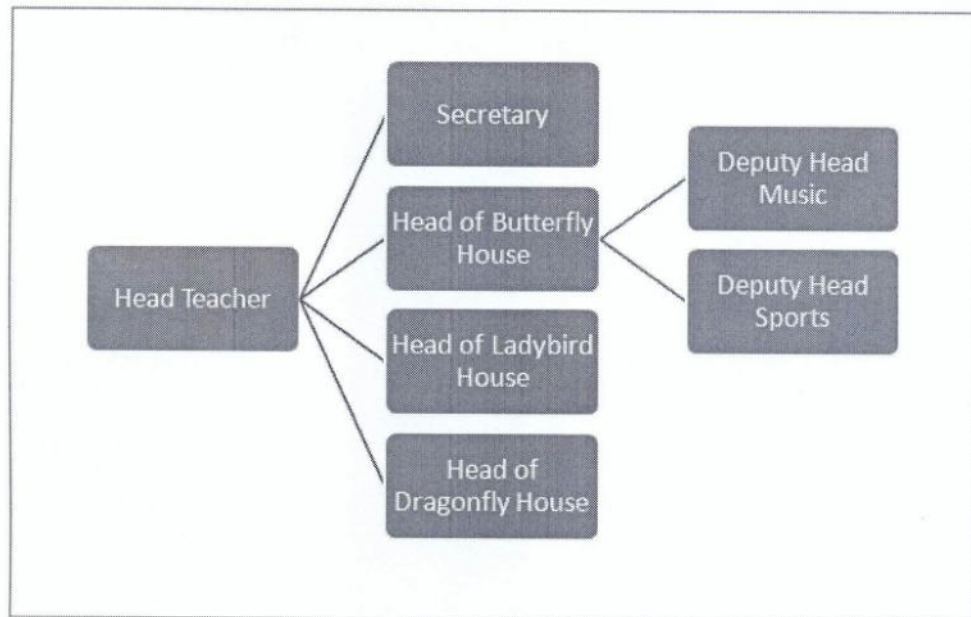 Head Teacher
Secretary
Head of Butterfly
House
Head of Ladybird
House
Head of
Dragonfly House
Deputy Head
Music
Deputy Head
Sports